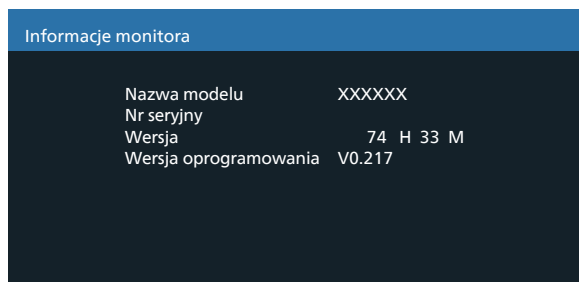 Informacje monitora
Nazwa modelu XXXXXX
Nr seryjny
Wersja 74 H 33 M
Wersja oprogramowania V0.217